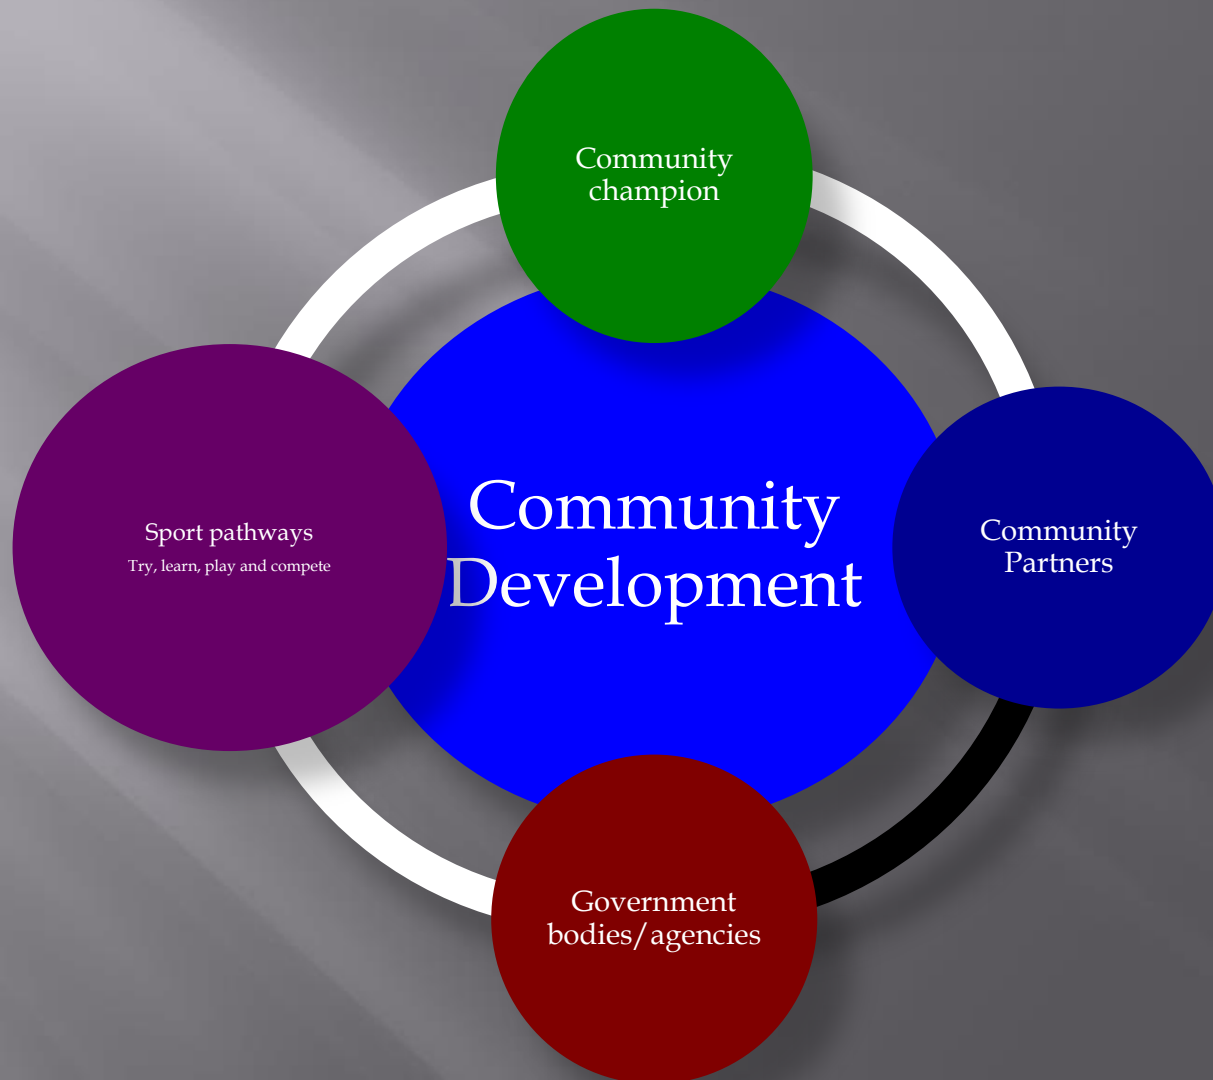 Community
champion
Sport pathways
Try, learn, play and compete
Community
Development
Community
Partners
Government
bodies/agencies